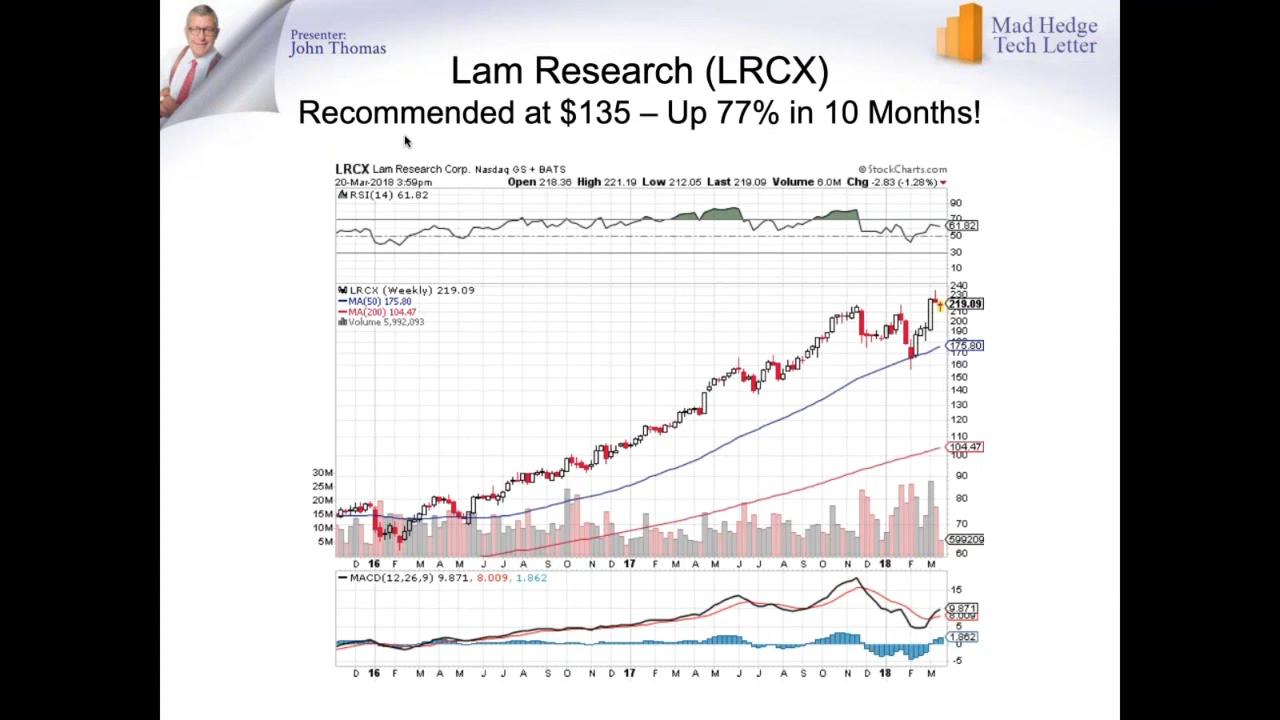 Presenter:
John Thomas
Mad Hedge
Tech Letter
Lam Research (LRCX)
Recommended at $135 – Up 77% in 10 Months!
LRCX Lam Research Corp. Nasdaq GS + BATS © StockCharts.com
20-Mar-2018 3:59pm Open 218.36 High 221.19 Low 212.05 Last 219.09 Volume 6.0M Chg -2.83 (-1.28%)
RSI(14) 61.82
90
70
61.82
50
30
10
LRCX (Weekly) 219.09
MA(50) 175.80
MA(200) 104.47
Volume 5,992,093
240
230
219.09
210
200
190
175.80
170
160
150
140
130
120
110
104.47
100
90
80
70
599209
60
30M
25M
20M
15M
10M
5M
D 16 F M A M J J A S O N D 17 F M A M J J A S O N D 18 F M
MACD(12,26,9) 9.871, 8.009, 1.862
15
9.871
8.009
5
1.862
0
-5
D 16 F M A M J J A S O N D 17 F M A M J J A S O N D 18 F M